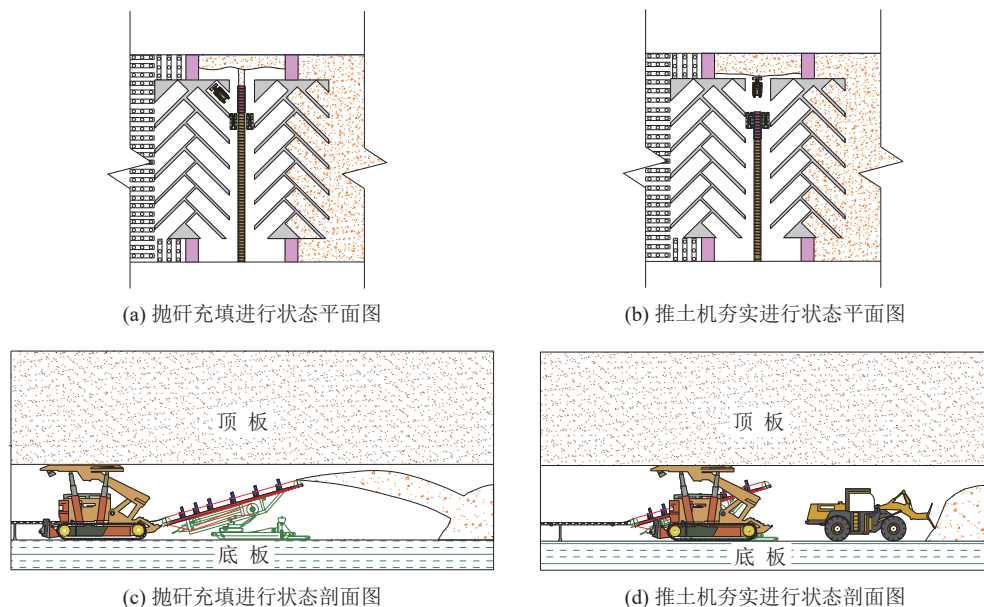 (a) 抛矸充填进行状态平面图
(b) 推土机夯实进行状态平面图
顶 板
底 板
(c) 抛矸充填进行状态剖面图
顶 板
底 板
(d) 推土机夯实进行状态剖面图